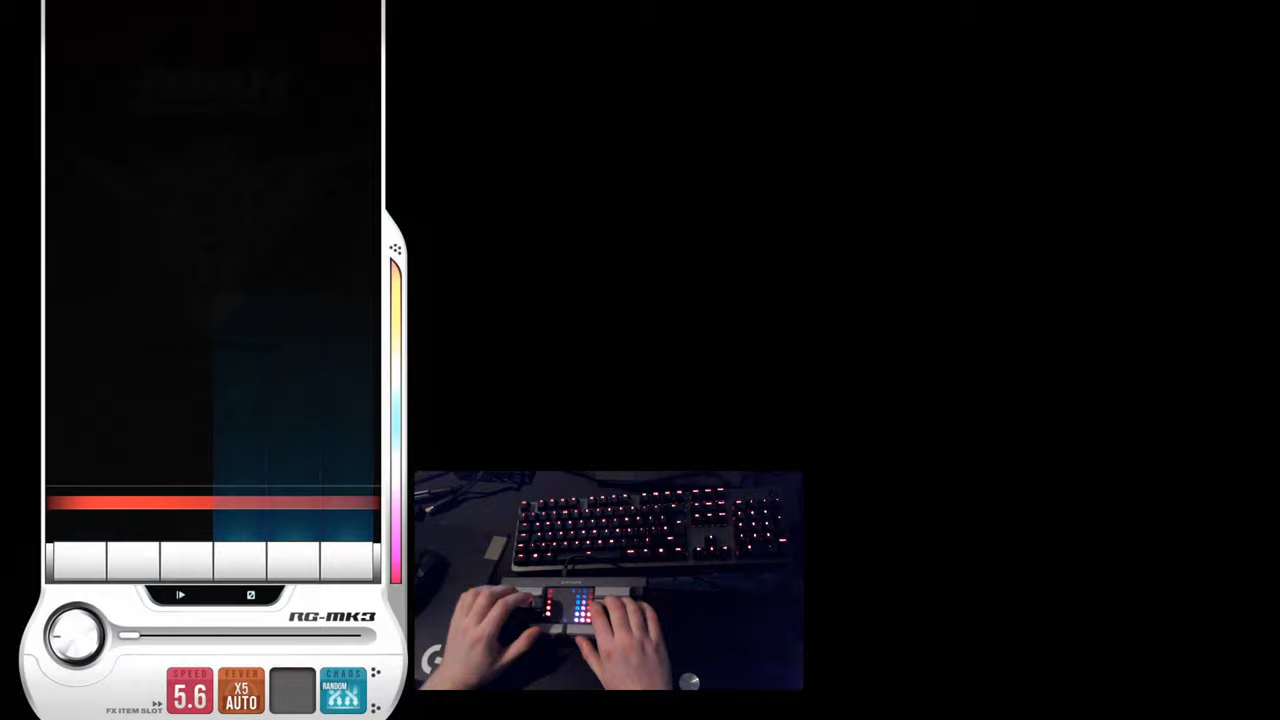 RG-MK3
SPEED
5.6
FEVER
X5
AUTO
CHAOS
RANDOM
FX ITEM SLOT